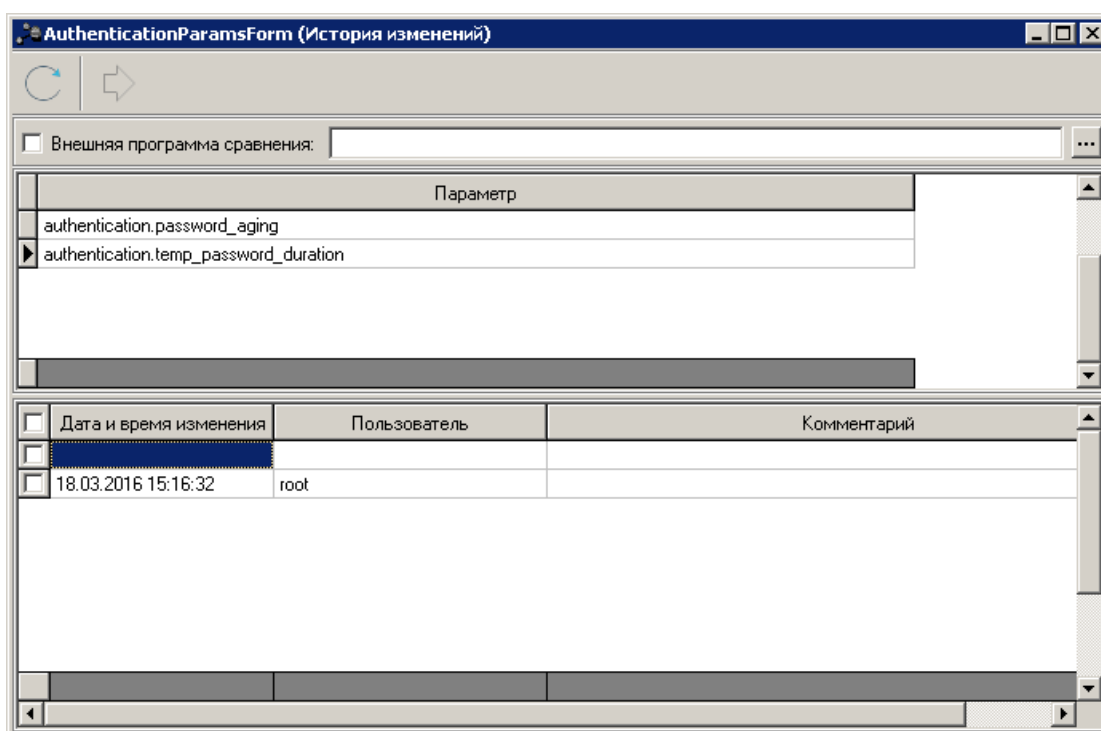 AuthenticationParamsForm (История изменений)
Внешняя программа сравнения:
...
Параметр
authentication.password_aging
authentication.temp_password_duration
Дата и время изменения Пользователь Комментарий
18.03.2016 15:16:32 root